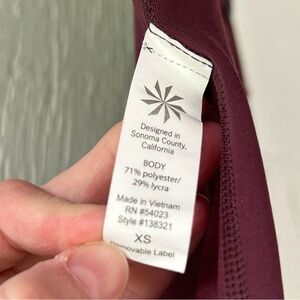 Designed in
Sonoma County,
California
BODY
71% polyester/
29% lycra
Made in Vietnam
RN #54023
Style #138321
XS
Removable Label